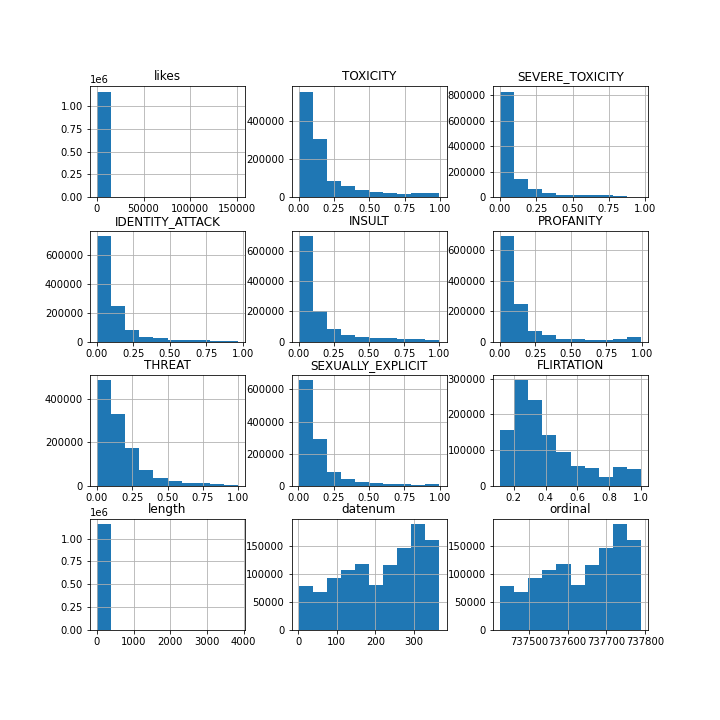 likes TOXICITY SEVERE_TOXICITY
1e6
1.00
0.75
0.50
0.25
0.00
0 50000 100000 150000
400000
200000
0
0.00 0.25 0.50 0.75 1.00
800000
600000
400000
200000
0
0.00 0.25 0.50 0.75 1.00
IDENTITY_ATTACK INSULT PROFANITY
600000
400000
200000
0
0.00 0.25 0.50 0.75 1.00
600000
400000
200000
0
0.00 0.25 0.50 0.75 1.00
600000
400000
200000
0
0.00 0.25 0.50 0.75 1.00
THREAT SEXUALLY_EXPLICIT FLIRTATION
400000
200000
0
0.00 0.25 0.50 0.75 1.00
600000
400000
200000
0
0.00 0.25 0.50 0.75 1.00
300000
200000
100000
0
0.2 0.4 0.6 0.8 1.0
length datenum ordinal
1e6
1.00
0.75
0.50
0.25
0.00
0 1000 2000 3000 4000
150000
100000
50000
0
0 100 200 300
150000
100000
50000
0
737500 737600 737700 737800